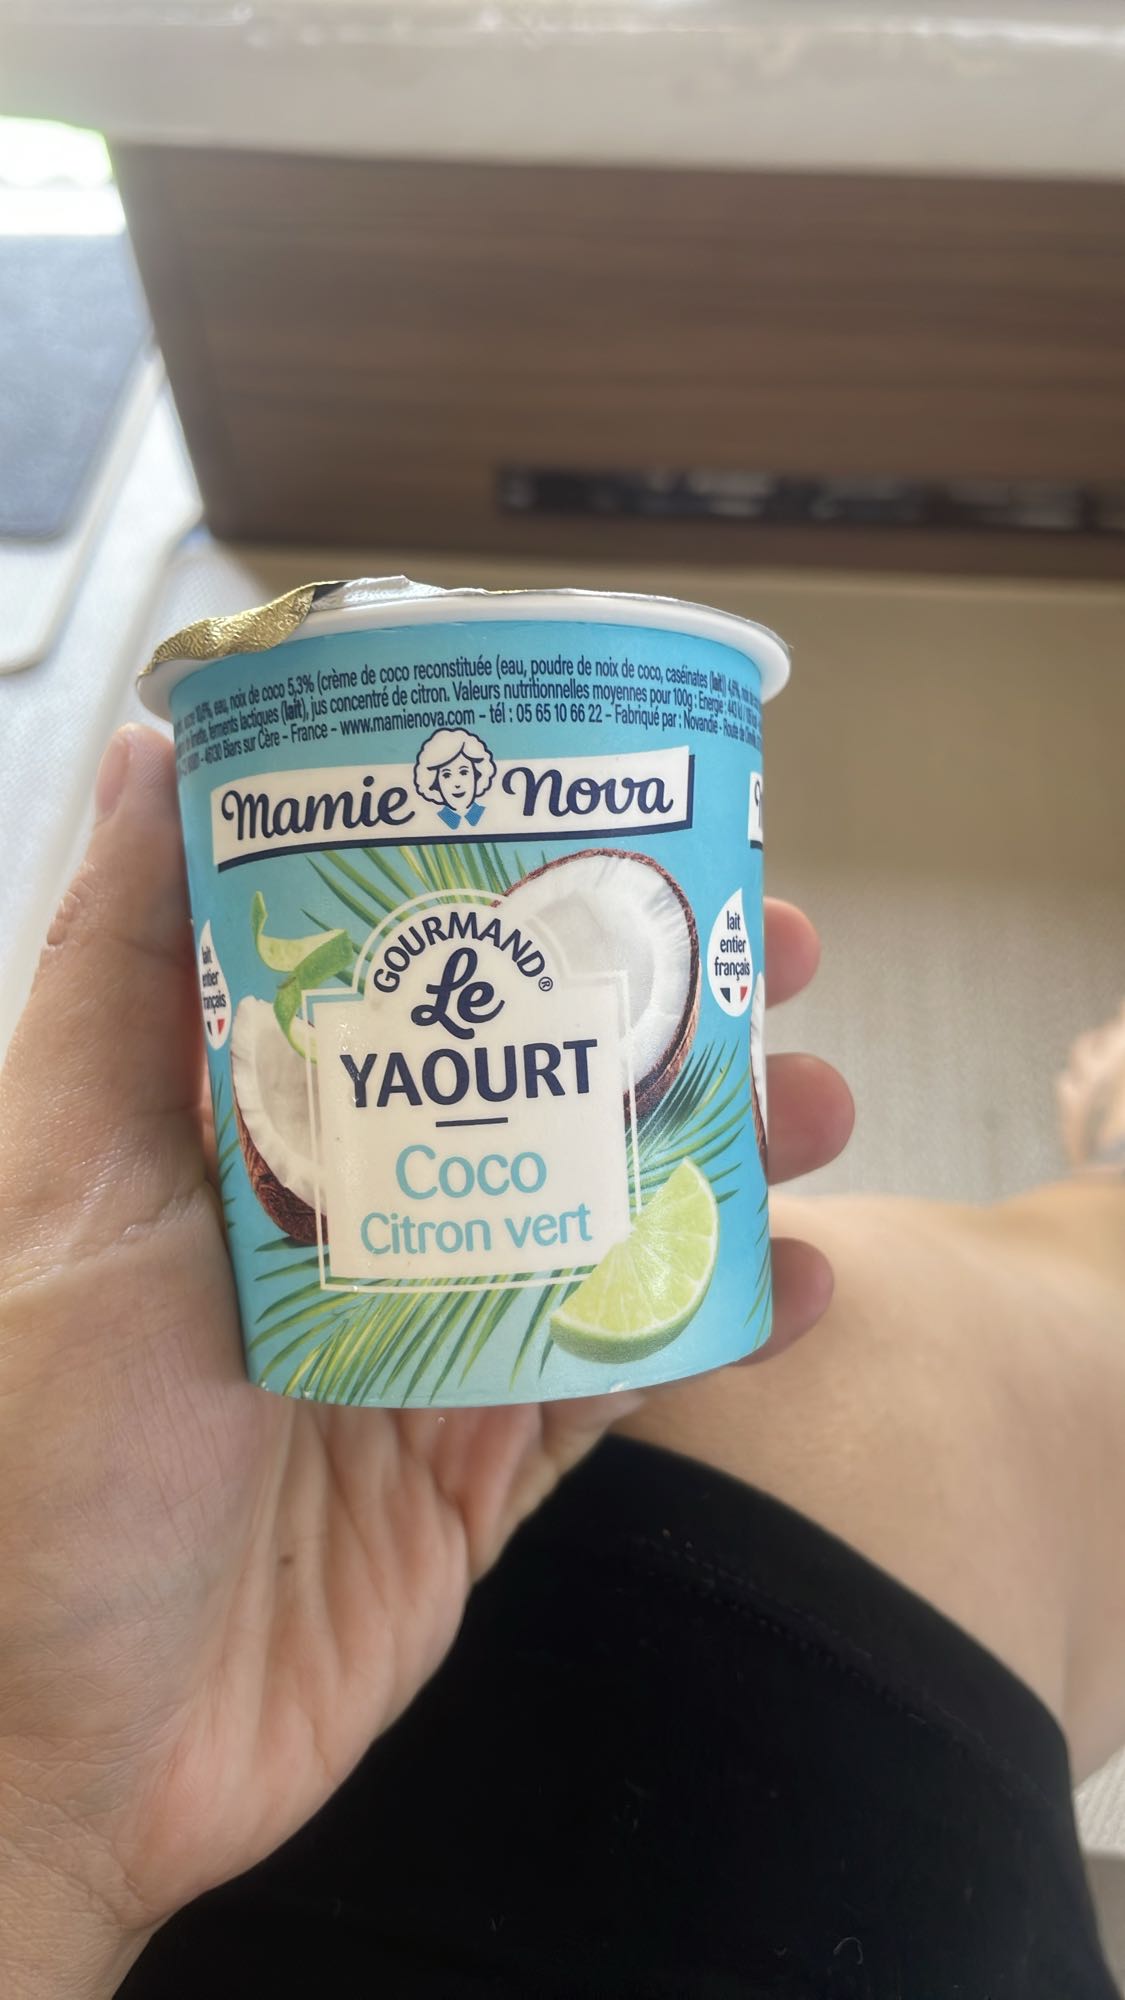 eau, noix de coco 5,3% (crème de coco reconstituée (eau, poudre de noix de coco, caséinates (lait)
ferments lactiques (lait), jus concentré de citron. Valeurs nutritionnelles moyennes pour 100g : Energie
Biars sur Cère - France - www.mamienova.com - tél : 05 65 10 66 22 - Fabriqué par : Novandie - Route de
Mamie Nova
GOURMAND®
Le
YAOURT
Coco
Citron vert
lait
entier
français
lait
entier
français